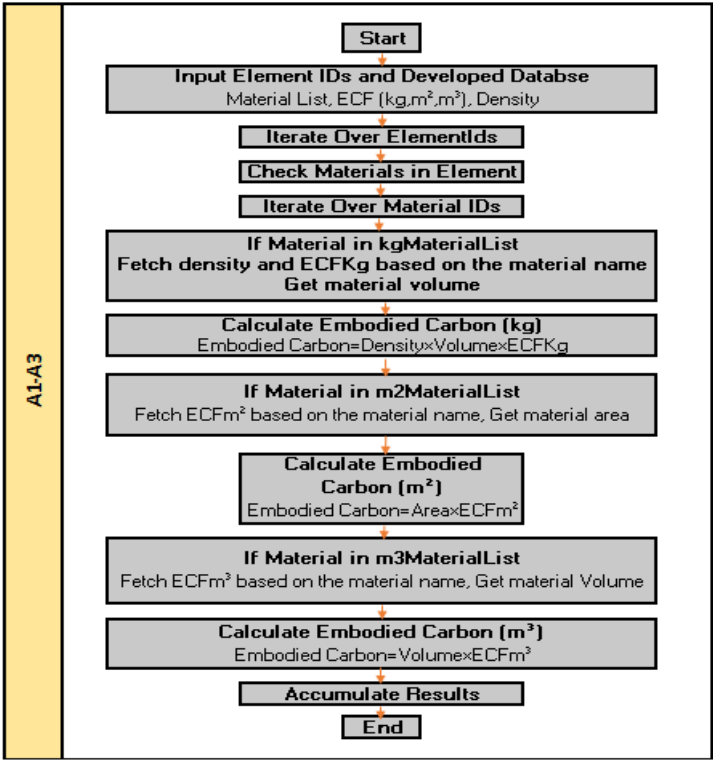 A1-A3
Start
Input Element IDs and Developed Databse
Material List, ECF (kg,m²,m³), Density
Iterate Over ElementIds
Check Materials in Element
Iterate Over Material IDs
If Material in kgMaterialList
Fetch density and ECFKg based on the material name
Get material volume
Calculate Embodied Carbon (kg)
Embodied Carbon=Density×Volume×ECFKg
If Material in m2MaterialList
Fetch ECFm² based on the material name, Get material area
Calculate Embodied
Carbon (m²)
Embodied Carbon=Area×ECFm²
If Material in m3MaterialList
Fetch ECFm³ based on the material name, Get material Volume
Calculate Embodied Carbon (m³)
Embodied Carbon=Volume×ECFm³
Accumulate Results
End